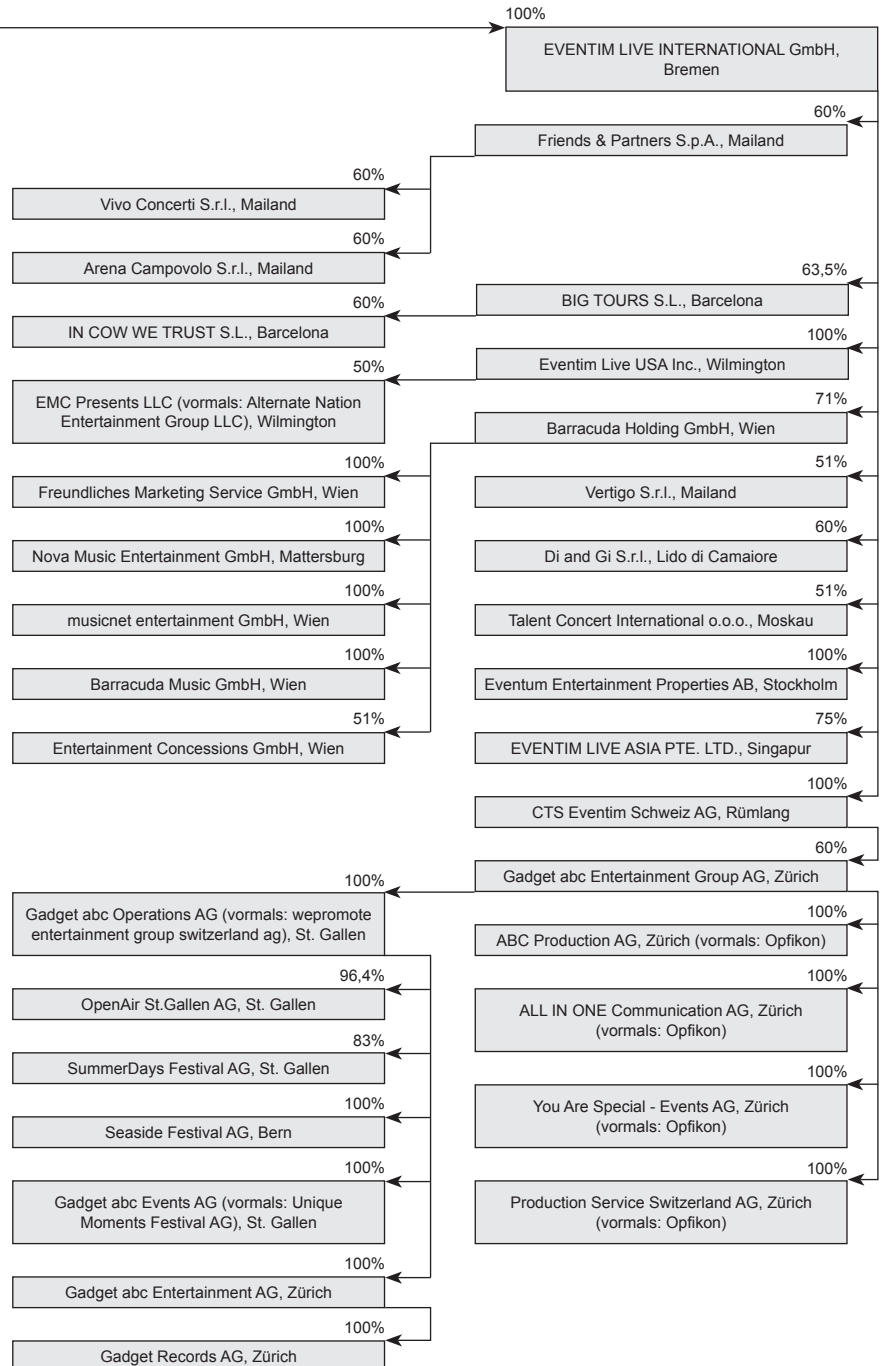 100%
EVENTIM LIVE INTERNATIONAL GmbH,
Bremen
60%
Friends & Partners S.p.A., Mailand
60%
Vivo Concerti S.r.l., Mailand
60%
Arena Campovolo S.r.l., Mailand
63,5%
BIG TOURS S.L., Barcelona
60%
IN COW WE TRUST S.L., Barcelona
100%
Eventim Live USA Inc., Wilmington
50%
EMC Presents LLC (vormals: Alternate Nation
Entertainment Group LLC), Wilmington
71%
Barracuda Holding GmbH, Wien
100%
Freundliches Marketing Service GmbH, Wien
100%
Nova Music Entertainment GmbH, Mattersburg
100%
musicnet entertainment GmbH, Wien
100%
Barracuda Music GmbH, Wien
51%
Entertainment Concessions GmbH, Wien
51%
Vertigo S.r.l., Mailand
60%
Di and Gi S.r.l., Lido di Camaiore
51%
Talent Concert International o.o.o., Moskau
100%
Eventum Entertainment Properties AB, Stockholm
75%
EVENTIM LIVE ASIA PTE. LTD., Singapur
100%
CTS Eventim Schweiz AG, Rümlang
60%
Gadget abc Entertainment Group AG, Zürich
100%
Gadget abc Operations AG (vormals: wepromote
entertainment group switzerland ag), St. Gallen
96,4%
OpenAir St.Gallen AG, St. Gallen
83%
SummerDays Festival AG, St. Gallen
100%
Seaside Festival AG, Bern
100%
Gadget abc Events AG (vormals: Unique
Moments Festival AG), St. Gallen
100%
Gadget abc Entertainment AG, Zürich
100%
Gadget Records AG, Zürich
100%
ABC Production AG, Zürich (vormals: Opfikon)
100%
ALL IN ONE Communication AG, Zürich
(vormals: Opfikon)
100%
You Are Special - Events AG, Zürich
(vormals: Opfikon)
100%
Production Service Switzerland AG, Zürich
(vormals: Opfikon)